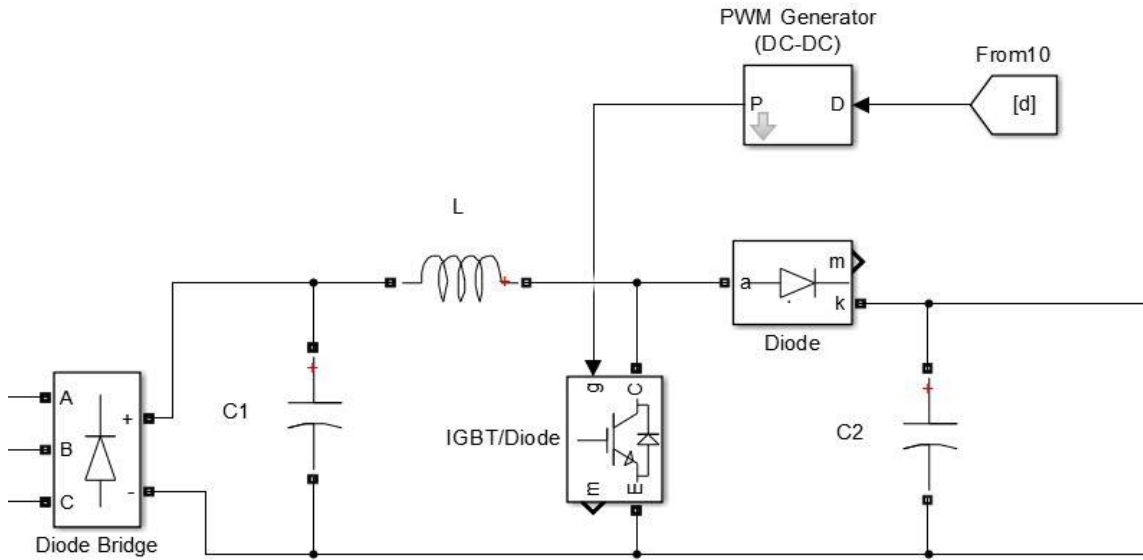 PWM Generator
(DC-DC)
From10
P
D
[d]
L
m
a
k
Diode
g
C
A
+
C1
IGBT/Diode
C2
B
C
-
m
E
Diode Bridge